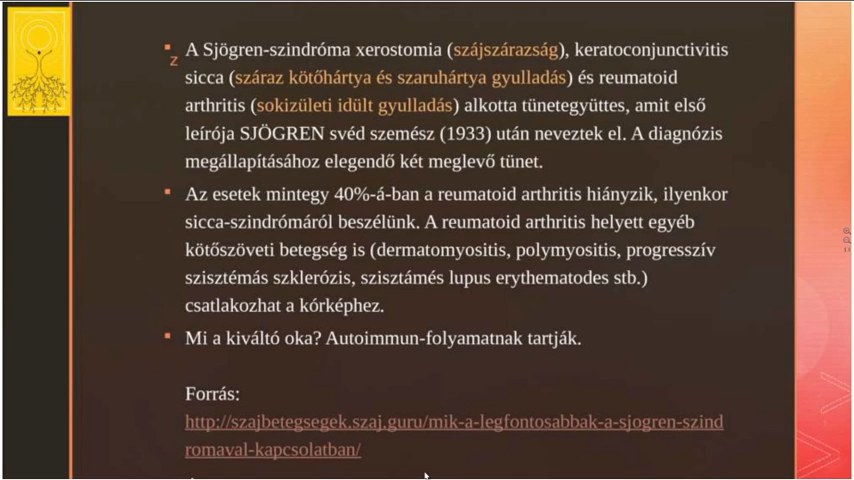 A Sjögren-szindróma xerostomia (szájszárazság), keratoconjunctivitis
z
sicca (száraz kötőhártya és szaruhártya gyulladás) és reumatoid
arthritis (sokizületi idült gyulladás) alkotta tünetegyüttes, amit első
leírója SJÖGREN svéd szemész (1933) után neveztek el. A diagnózis
megállapításához elegendő két meglevő tünet.
Az esetek mintegy 40%-á-ban a reumatoid arthritis hiányzik, ilyenkor
sicca-szindrómáról beszélünk. A reumatoid arthritis helyett egyéb
kötőszöveti betegség is (dermatomyositis, polymyositis, progresszív
szisztémás szklerózis, szisztámés lupus erythematodes stb.)
csatlakozhat a kórképhez.
Mi a kiváltó oka? Autoimmun-folyamatnak tartják.
Forrás:
http://szajbetegsegek.szaj.guru/mik-a-legfontosabbak-a-sjogren-szind
romaval-kapcsolatban/